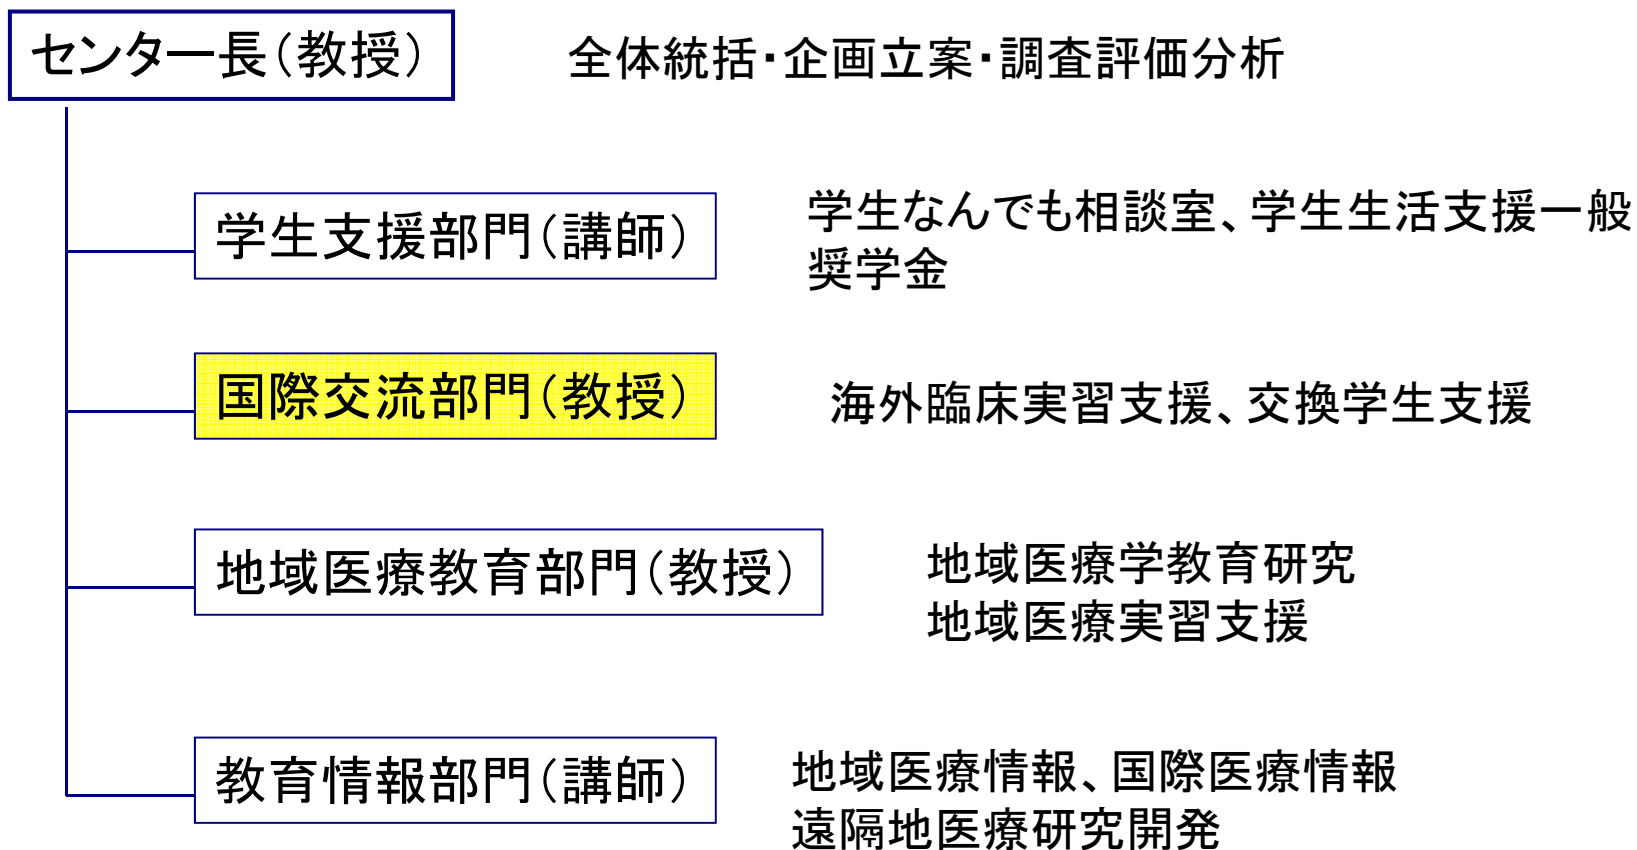 センター長（教授）
全体統括・企画立案・調査評価分析
学生支援部門（講師）
学生なんでも相談室、学生生活支援一般
奨学金
国際交流部門（教授）
海外臨床実習支援、交換学生支援
地域医療教育部門（教授）
地域医療学教育研究
地域医療実習支援
教育情報部門（講師）
地域医療情報、国際医療情報
遠隔地医療研究開発